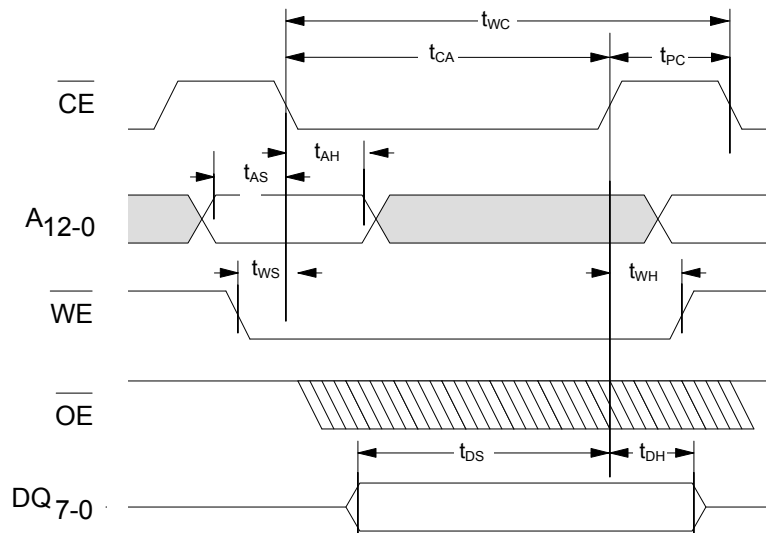 tWC
tCA tPC
CE
tAH
tAS
A12-0
tWS tWH
WE
OE
tDS tDH
DQ7-0